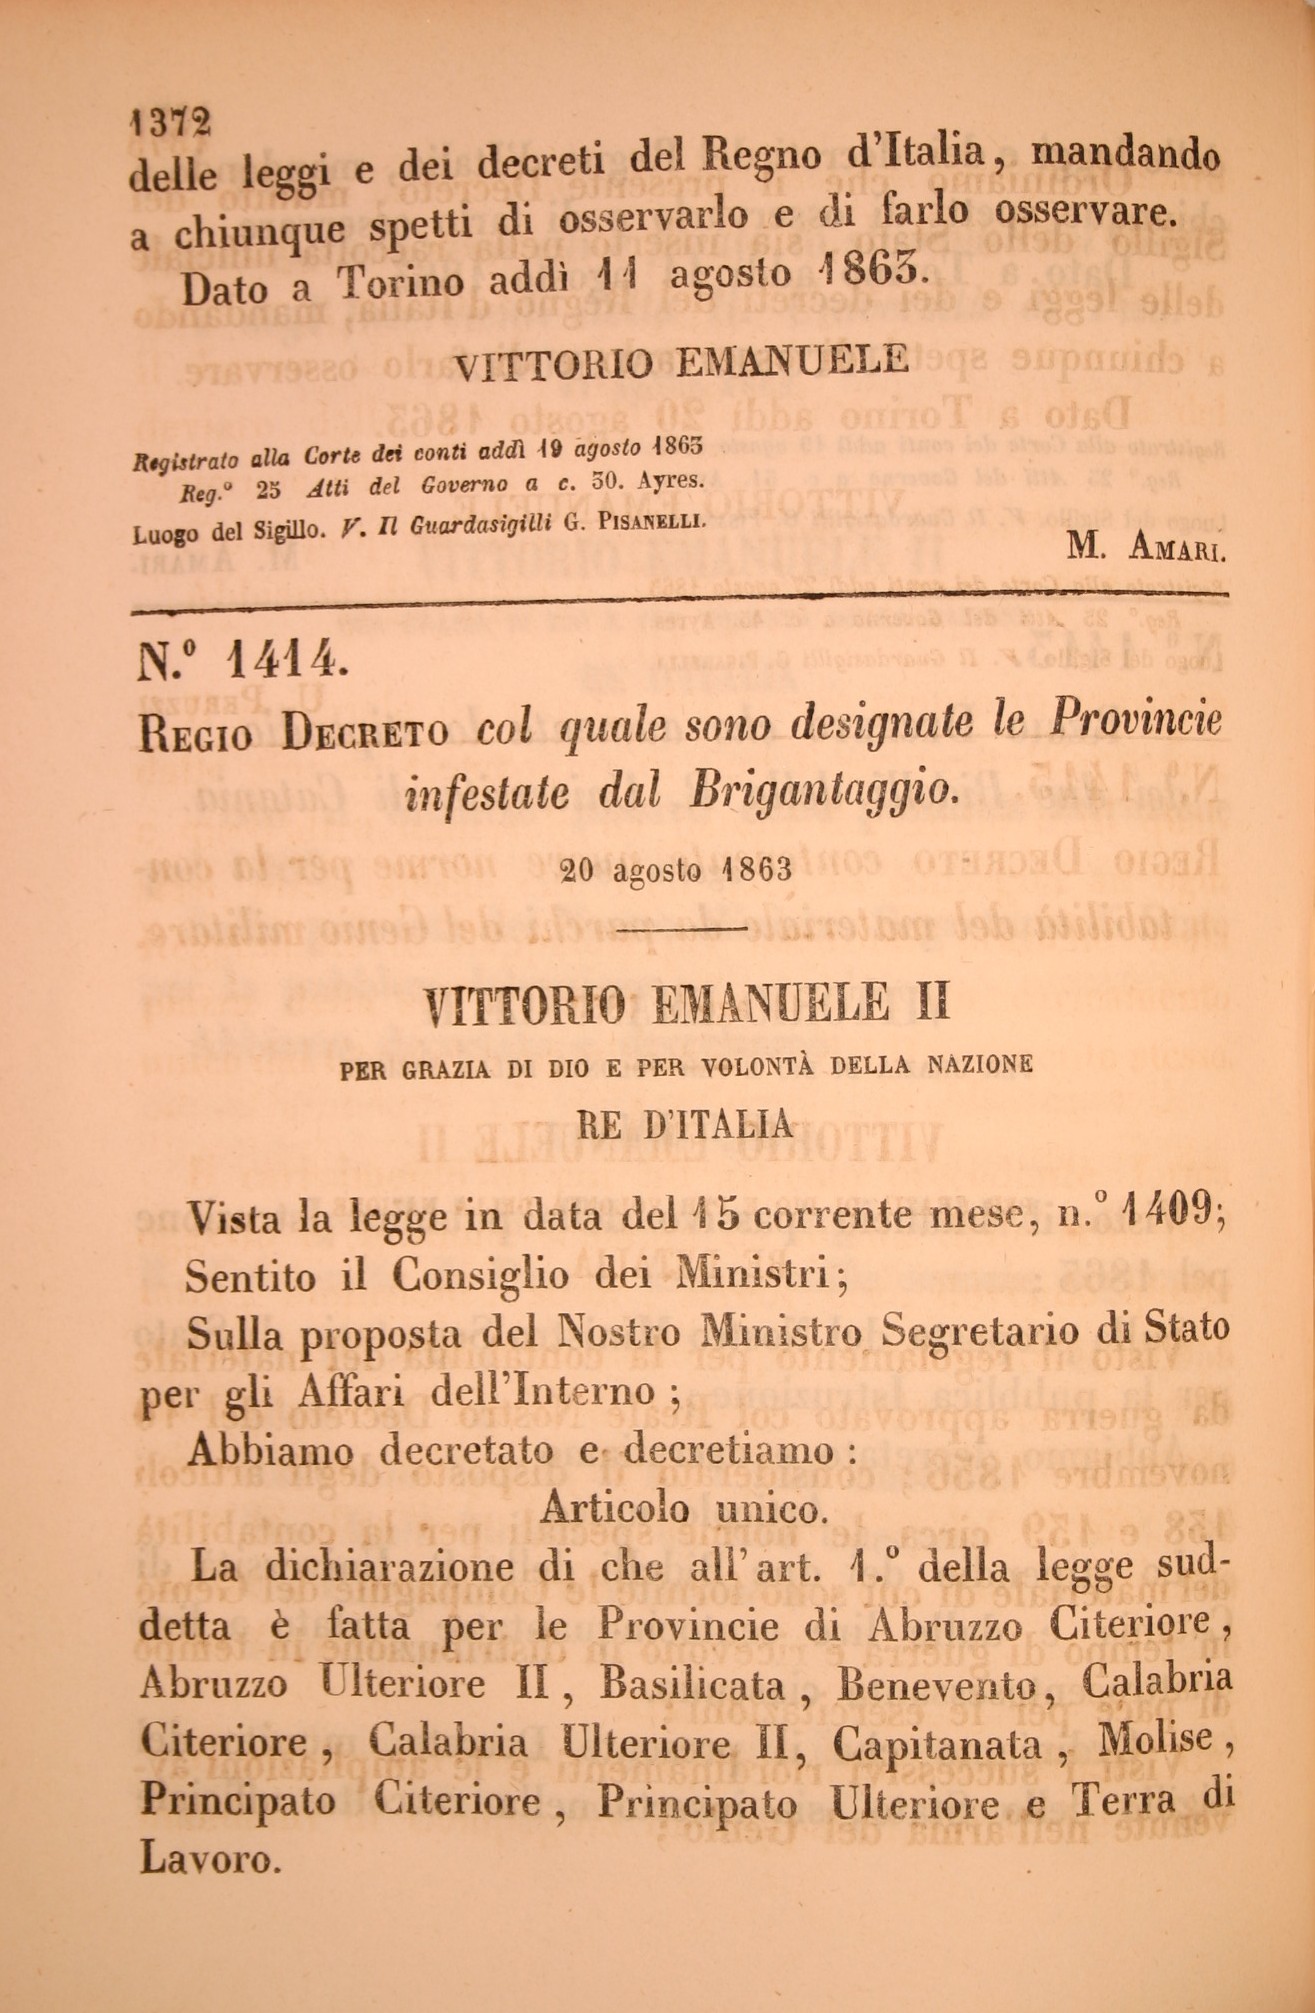 1372
delle leggi e dei decreti del Regno d'Italia, mandando
a chiunque spetti di osservarlo e di farlo osservare.
Dato a Torino addì 11 agosto 1863.
VITTORIO EMANUELE
Registrato alla Corte dei conti addì 19 agosto 1863
Reg.° 25 Atti del Governo a c. 30. Ayres.
Luogo del Sigillo. V. Il Guardasigilli G. PISANELLI.
M. AMARI.
N.° 1414.
REGIO DECRETO col quale sono designate le Provincie
infestate dal Brigantaggio.
20 agosto 1863
VITTORIO EMANUELE II
PER GRAZIA DI DIO E PER VOLONTÀ DELLA NAZIONE
RE D'ITALIA
Vista la legge in data del 15 corrente mese, n.° 1409;
Sentito il Consiglio dei Ministri;
Sulla proposta del Nostro Ministro Segretario di Stato
per gli Affari dell'Interno ;
Abbiamo decretato e decretiamo :
Articolo unico.
La dichiarazione di che all'art. 1.° della legge sud-
detta è fatta per le Provincie di Abruzzo Citeriore ,
Abruzzo Ulteriore II , Basilicata , Benevento, Calabria
Citeriore , Calabria Ulteriore II, Capitanata , Molise ,
Principato Citeriore , Principato Ulteriore e Terra di
Lavoro.